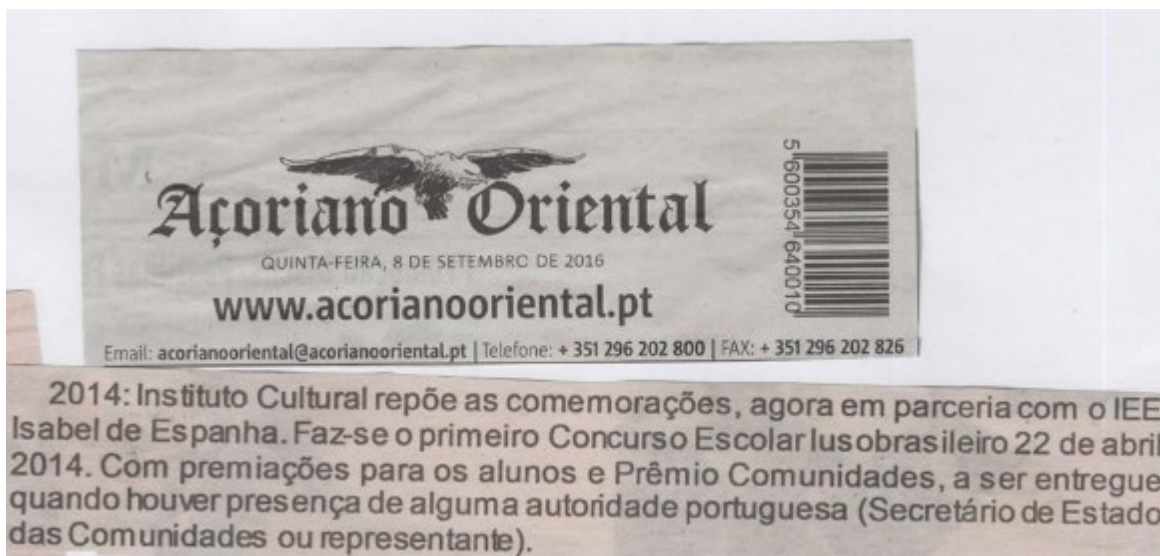 Açoriano Oriental
QUINTA-FEIRA, 8 DE SETEMBRO DE 2016
www.acorianooriental.pt
Email: acorianooriental@acorianooriental.pt | Telefone: + 351 296 202 800 | FAX: + 351 296 202 826
5 600354 640010
2014: Instituto Cultural repõe as comemorações, agora em parceria com o IEE
Isabel de Espanha. Faz-se o primeiro Concurso Escolar lusobrasileiro 22 de abril
2014. Com premiações para os alunos e Prêmio Comunidades, a ser entregue
quando houver presença de alguma autoridade portuguesa (Secretário de Estado
das Comunidades ou representante).